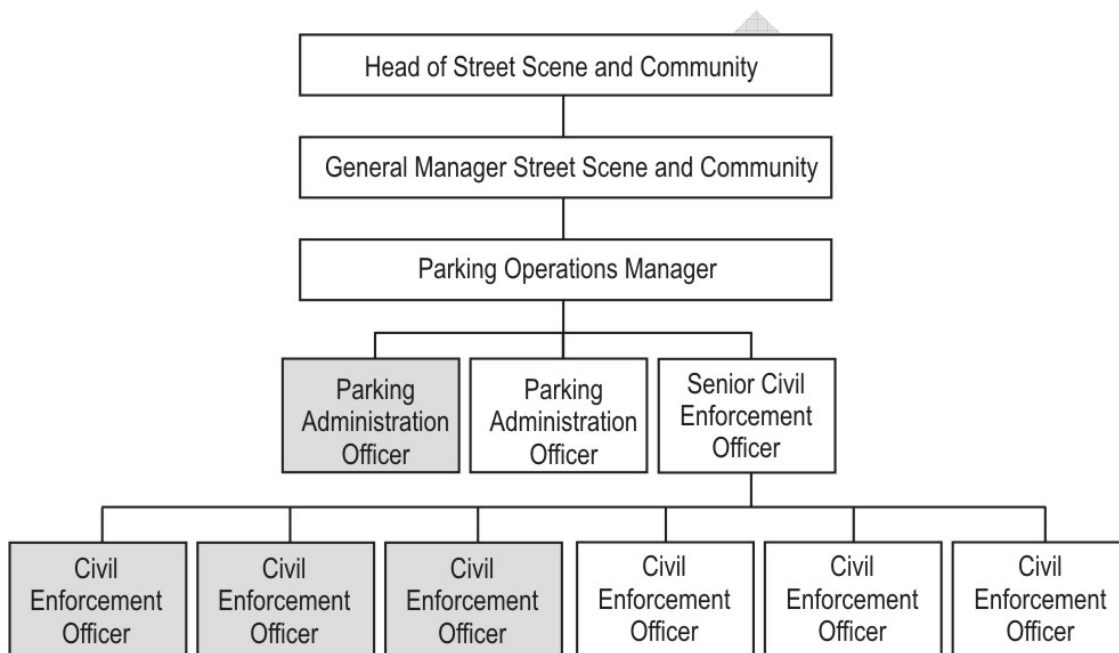 Head of Street Scene and Community
General Manager Street Scene and Community
Parking Operations Manager
Parking
Administration
Officer
Parking
Administration
Officer
Senior Civil
Enforcement
Officer
Civil
Enforcement
Officer
Civil
Enforcement
Officer
Civil
Enforcement
Officer
Civil
Enforcement
Officer
Civil
Enforcement
Officer
Civil
Enforcement
Officer